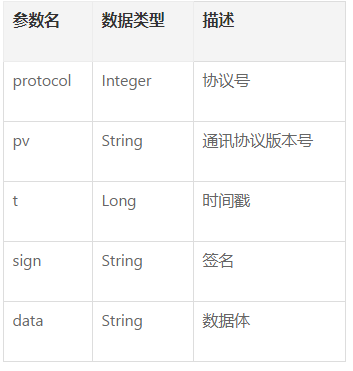 参数名 数据类型 描述
protocol Integer 协议号
pv String 通讯协议版本号
t Long 时间戳
sign String 签名
data String 数据体